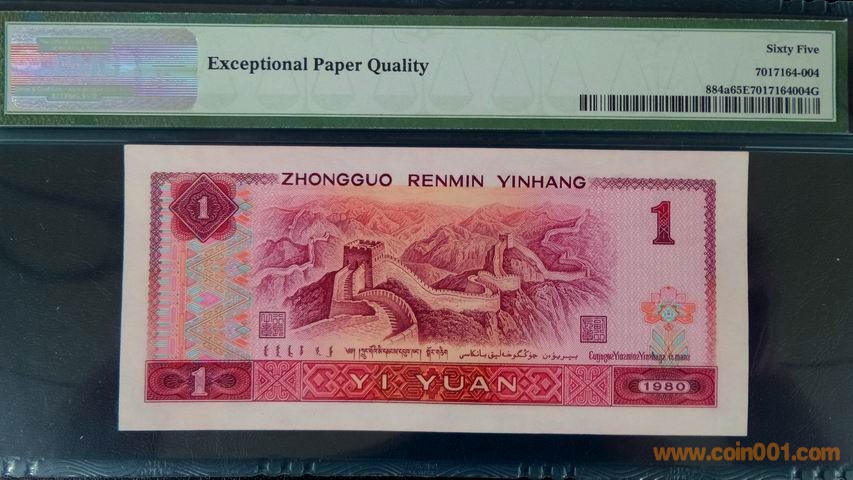 Exceptional Paper Quality
Sixty Five
7017164-004
884a65E7017164004G
ZHONGGUO RENMIN YINHANG
1
1
1
YI YUAN
1980
www.coin001.com